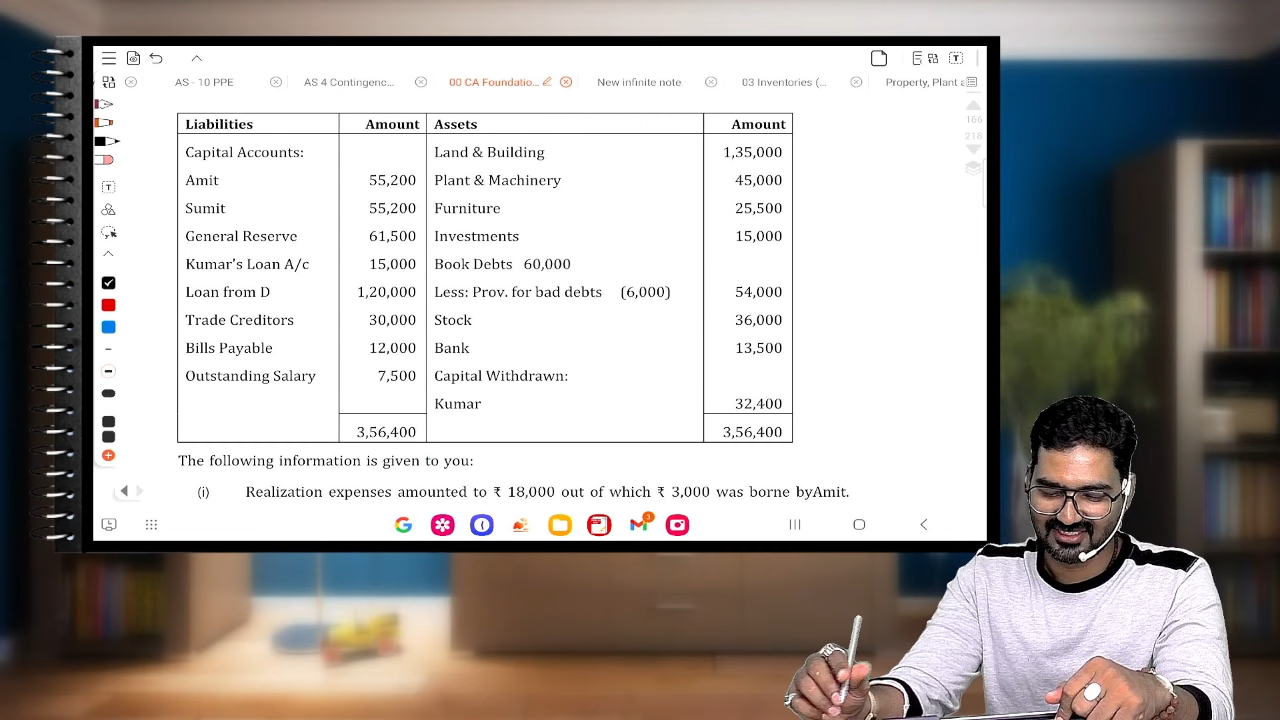 AS - 10 PPE AS 4 Contingenc... 00 CA Foundatio... New infinite note 03 Inventories (... Property, Plant a
166
218
Liabilities Amount Assets Amount
Capital Accounts: Land & Building 1,35,000
Amit 55,200 Plant & Machinery 45,000
Sumit 55,200 Furniture 25,500
General Reserve 61,500 Investments 15,000
Kumar's Loan A/c 15,000 Book Debts 60,000
Loan from D 1,20,000 Less: Prov. for bad debts (6,000) 54,000
Trade Creditors 30,000 Stock 36,000
Bills Payable 12,000 Bank 13,500
Outstanding Salary 7,500 Capital Withdrawn:
Kumar 32,400
3,56,400 3,56,400
The following information is given to you:
(i) Realization expenses amounted to ₹ 18,000 out of which ₹ 3,000 was borne byAmit.
3